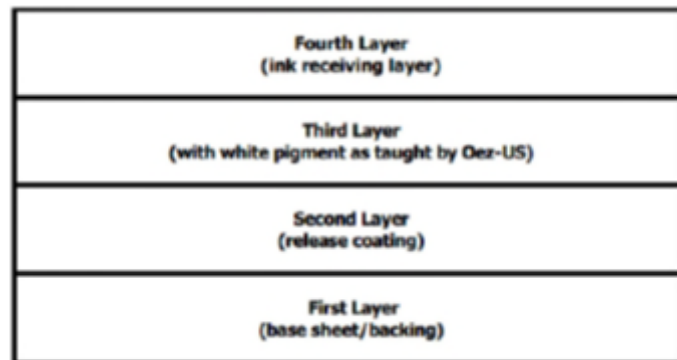 Fourth Layer
(ink receiving layer)
Third Layer
(with white pigment as taught by Oez-US)
Second Layer
(release coating)
First Layer
(base sheet/backing)